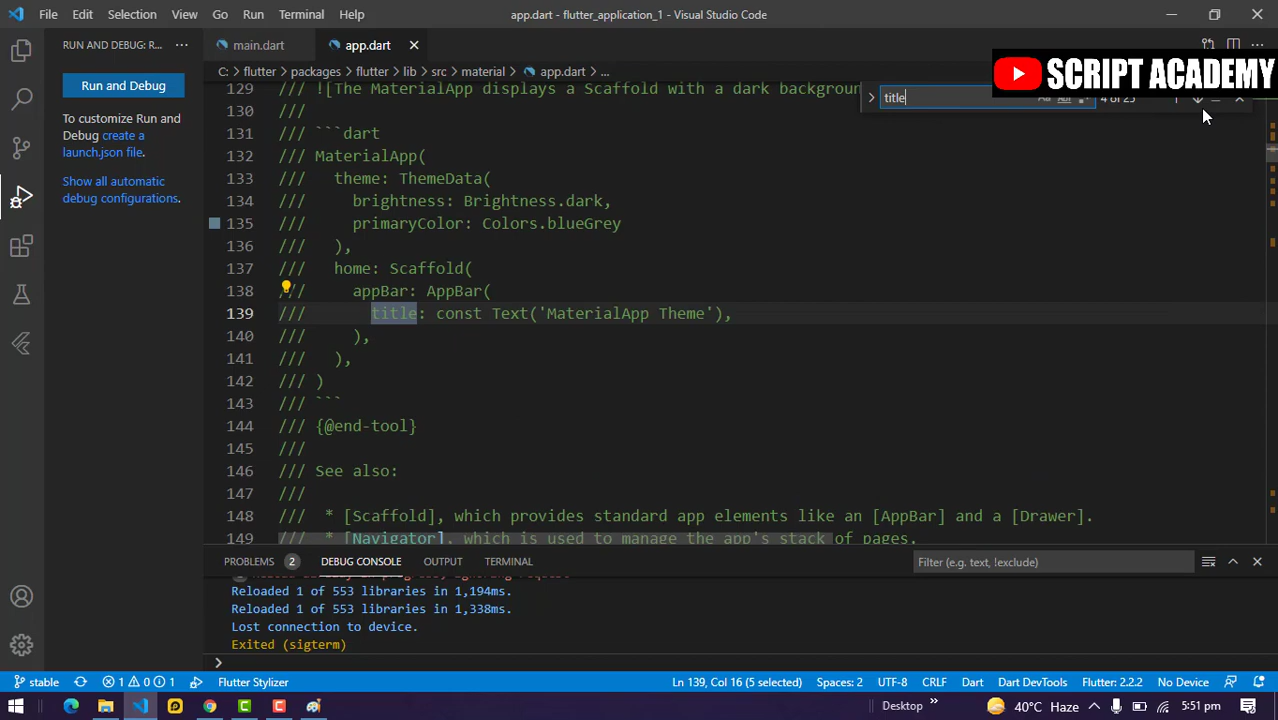 File Edit Selection View Go Run Terminal Help app.dart - flutter_application_1 - Visual Studio Code
RUN AND DEBUG: R... ...
main.dart app.dart
SCRIPT ACADEMY
C: > flutter > packages > flutter > lib > src > material > app.dart > ...
title
4 of 25
Run and Debug
To customize Run and
Debug create a
launch.json file.
Show all automatic
debug configurations.
129 /// ![The MaterialApp displays a Scaffold with a dark backgroun
130 ///
131 /// ```dart
132 /// MaterialApp(
133 /// theme: ThemeData(
134 /// brightness: Brightness.dark,
135 /// primaryColor: Colors.blueGrey
136 /// ),
137 /// home: Scaffold(
138 /// appBar: AppBar(
139 /// title: const Text('MaterialApp Theme'),
140 /// ),
141 /// ),
142 /// )
143 /// ```
144 /// {@end-tool}
145 ///
146 /// See also:
147 ///
148 /// * [Scaffold], which provides standard app elements like an [AppBar] and a [Drawer].
149 /// * [Navigator], which is used to manage the app's stack of pages.
PROBLEMS 2 DEBUG CONSOLE OUTPUT TERMINAL Filter (e.g. text, !exclude)
Reloaded 1 of 553 libraries in 1,194ms.
Reloaded 1 of 553 libraries in 1,338ms.
Lost connection to device.
Exited (sigterm)
stable 1 0 1 Flutter Stylizer Ln 139, Col 16 (5 selected) Spaces: 2 UTF-8 CRLF Dart Dart DevTools Flutter: 2.2.2 No Device
Desktop 40°C Haze 5:51 pm